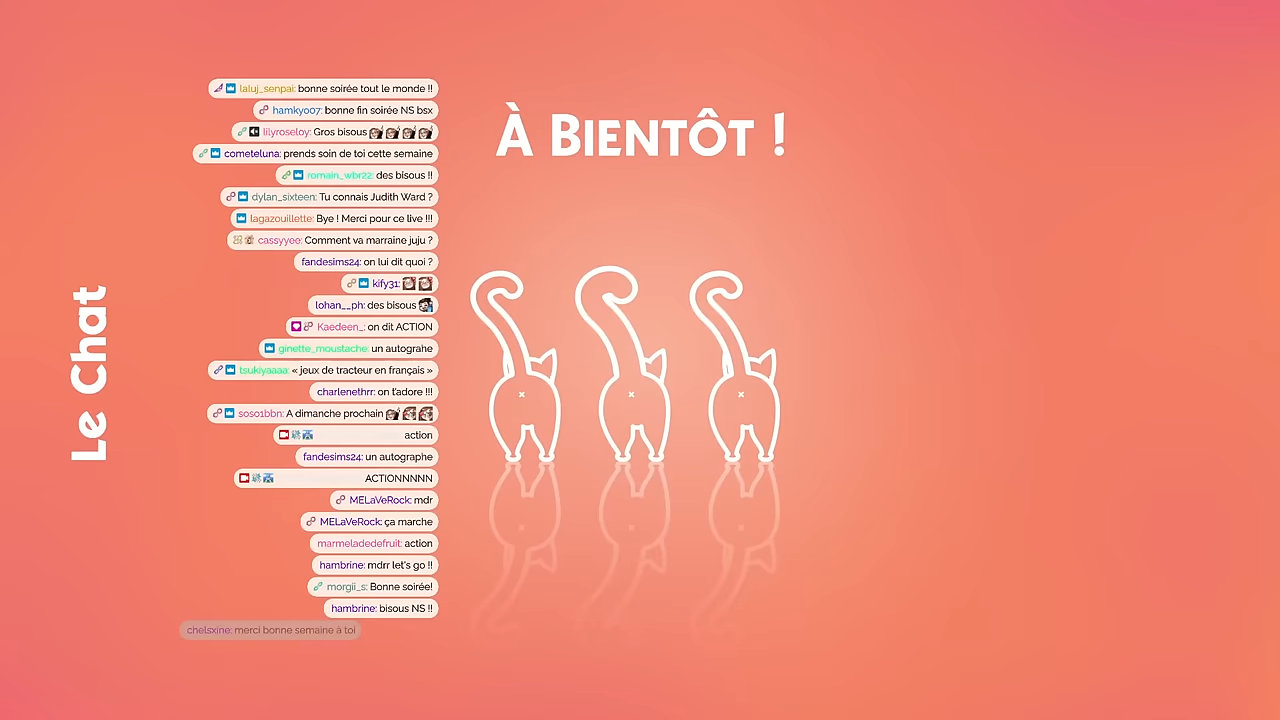 Le Chat
laluj_senpai: bonne soirée tout le monde !!
hamkyo07: bonne fin soirée NS bsx
lilyroseloy: Gros bisous
cometeluna: prends soin de toi cette semaine
romain_wbr22: des bisous !!
dylan_sixteen: Tu connais Judith Ward ?
lagazouillette: Bye ! Merci pour ce live !!!
cassyyee: Comment va marraine juju ?
fandesims24: on lui dit quoi ?
kify31:
lohan__ph: des bisous
Kaedeen_: on dit ACTION
ginette_moustache: un autograhe
tsukiyaaaa: « jeux de tracteur en français »
charlenethrr: on t'adore !!!
soso1bbn: A dimanche prochain
action
fandesims24: un autographe
ACTIONNNNN
MELaVeRock: mdr
MELaVeRock: ça marche
marmeladedefruit: action
hambrine: mdrr let's go !!
morgii_s: Bonne soirée!
hambrine: bisous NS !!
chelsxine: merci bonne semaine à toi
À BIENTÔT !